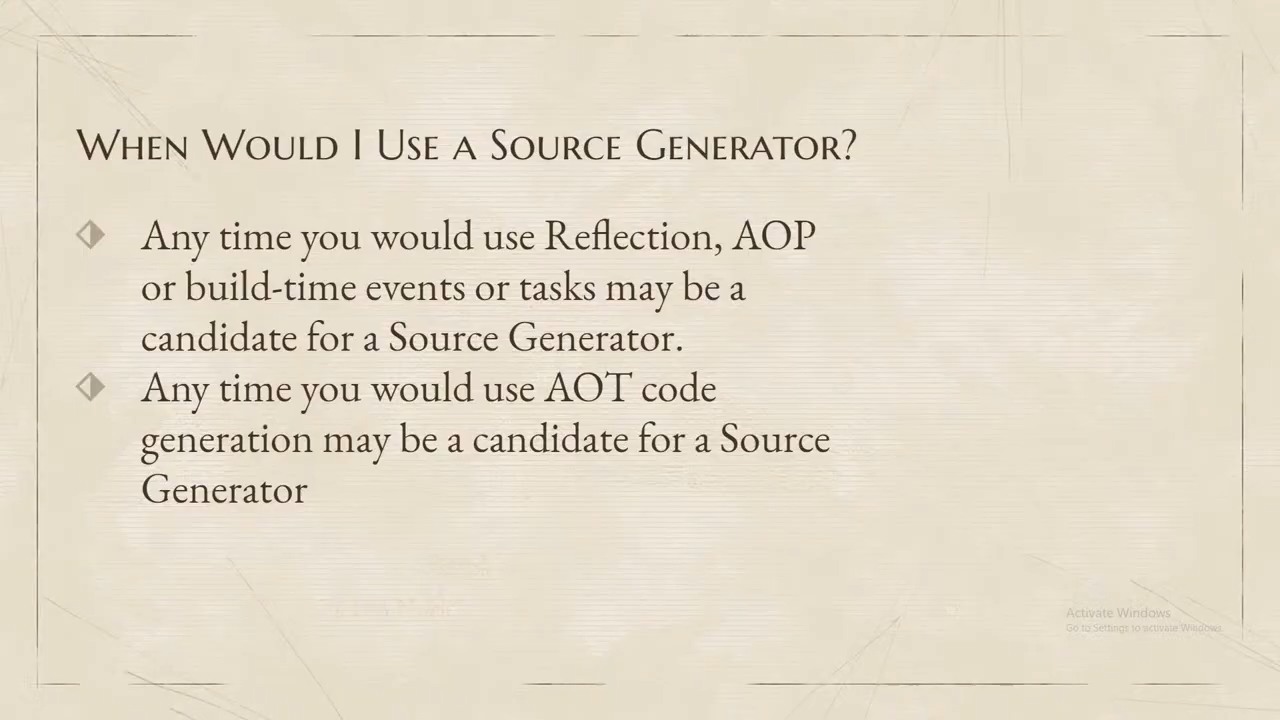 When Would I Use a Source Generator?
Any time you would use Reflection, AOP
or build-time events or tasks may be a
candidate for a Source Generator.
Any time you would use AOT code
generation may be a candidate for a Source
Generator
Activate Windows
Go to Settings to activate Windows.